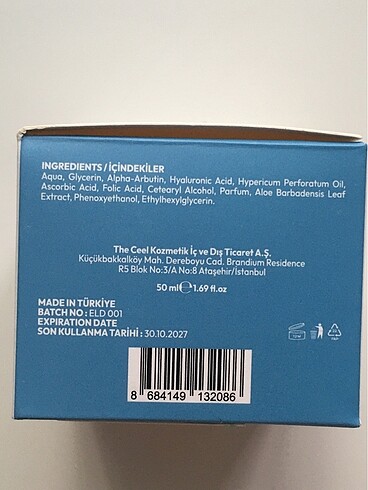 INGREDIENTS / İÇİNDEKİLER
Aqua, Glycerin, Alpha-Arbutin, Hyaluronic Acid, Hypericum Perforatum Oil,
Ascorbic Acid, Folic Acid, Cetearyl Alcohol, Parfum, Aloe Barbadensis Leaf
Extract, Phenoxyethanol, Ethylhexylglycerin.
The Ceel Kozmetik İç ve Dış Ticaret A.Ş.
Küçükbakkalköy Mah. Dereboyu Cad. Brandium Residence
R5 Blok No:3/A No:8 Ataşehir/İstanbul
50 ml ℮ 1.69 fl.oz
MADE IN TÜRKİYE
BATCH NO : ELD 001
EXPIRATION DATE
SON KULLANMA TARİHİ : 30.10.2027
8 684149 132086